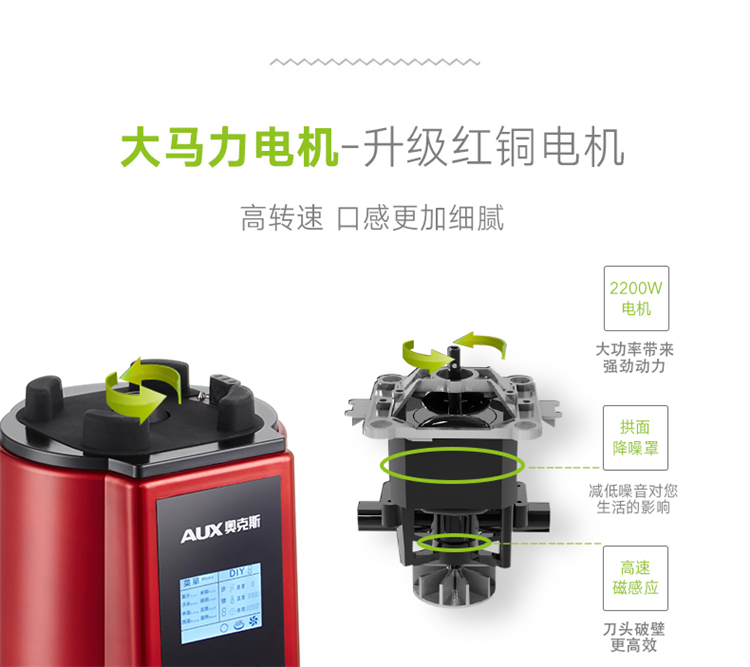 大马力电机-升级红铜电机
高转速 口感更加细腻
2200W
电机
大功率带来
强劲动力
拱面
降噪罩
减低噪音对您
生活的影响
AUX奥克斯
菜单 Menu
DIY 8
高速
磁感应
刀头破壁
更高效